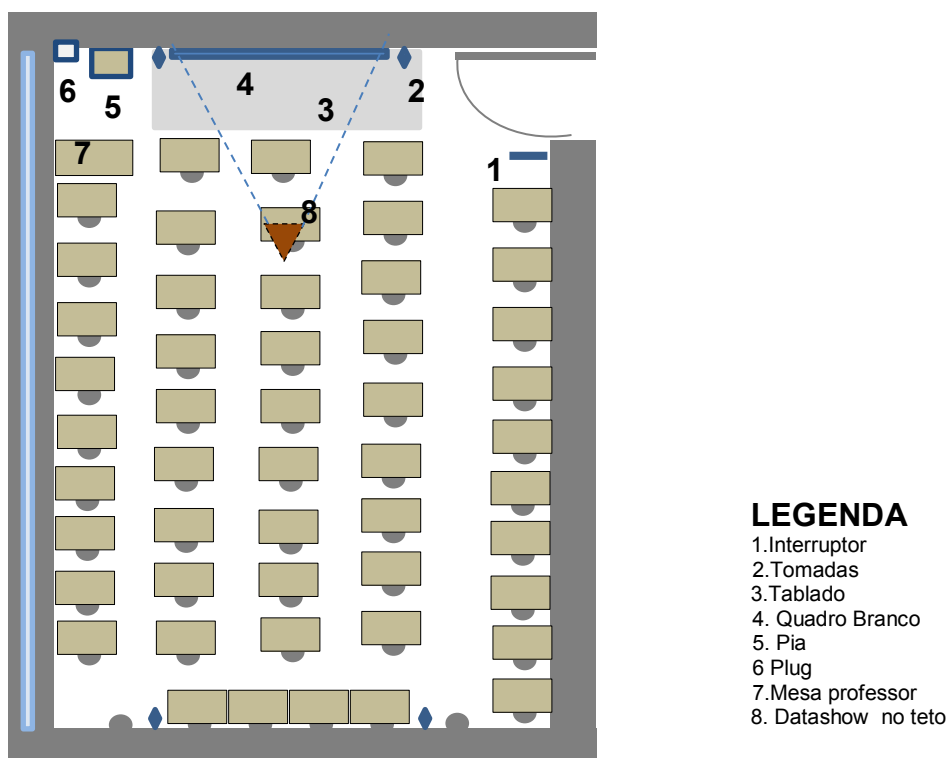 4
2
6
5
3
7
1
8
LEGENDA
1.Interruptor
2.Tomadas
3.Tablado
4. Quadro Branco
5. Pia
6 Plug
7.Mesa professor
8. Datashow no teto